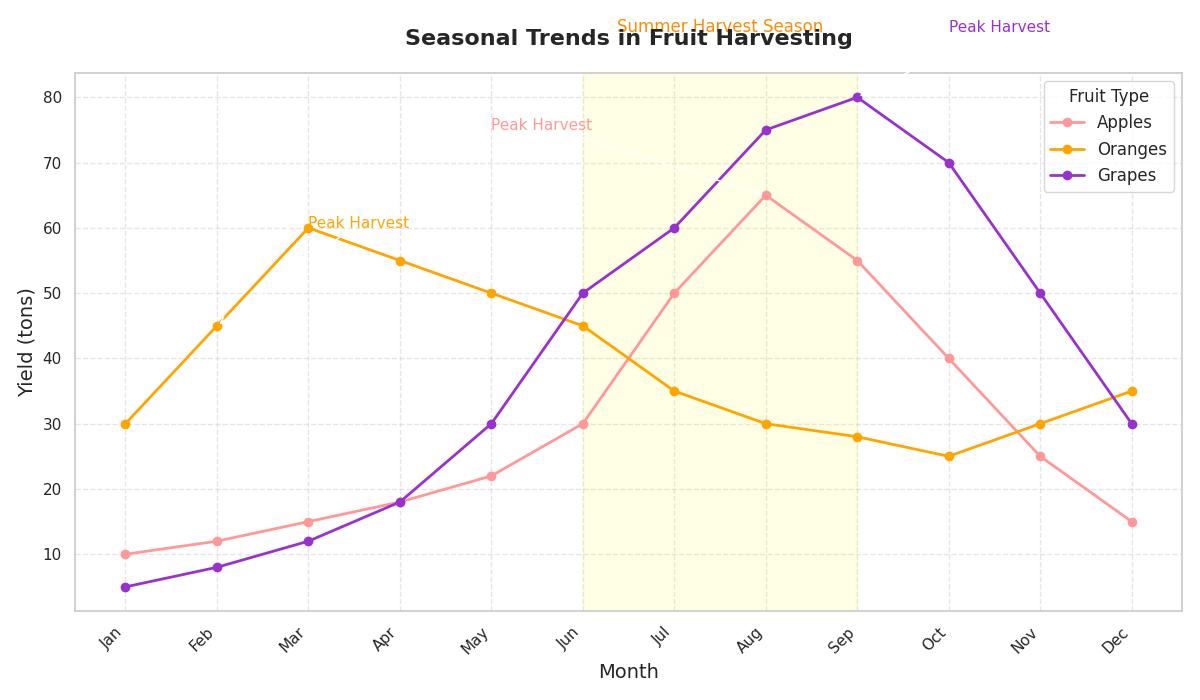 Summer Harvest Season
Peak Harvest
Seasonal Trends in Fruit Harvesting
Fruit Type
Apples
Oranges
Grapes
Peak Harvest
Peak Harvest
Yield (tons)
80
70
60
50
40
30
20
10
Jan
Feb
Mar
Apr
May
Jun
Jul
Aug
Sep
Oct
Nov
Dec
Month